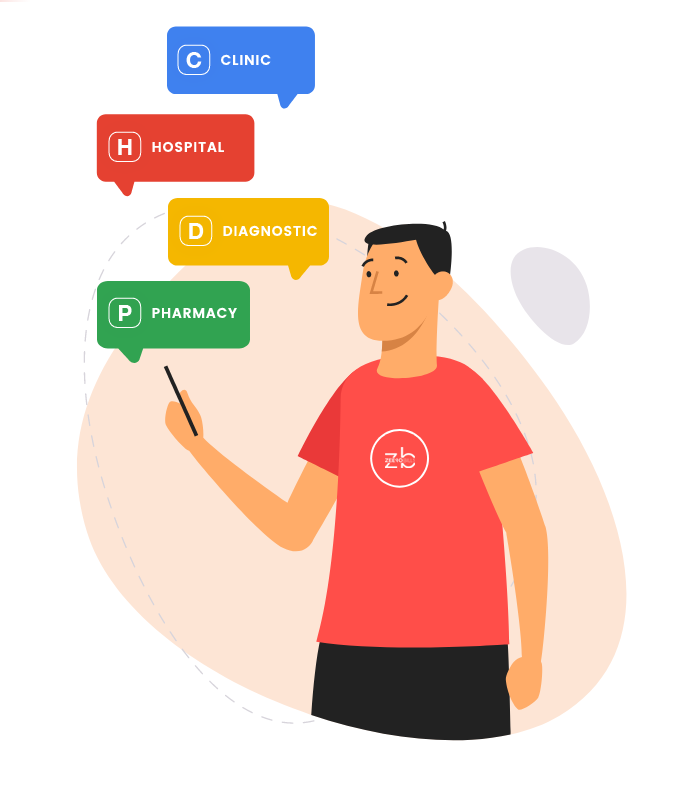 C CLINIC
H HOSPITAL
D DIAGNOSTIC
P PHARMACY
zb